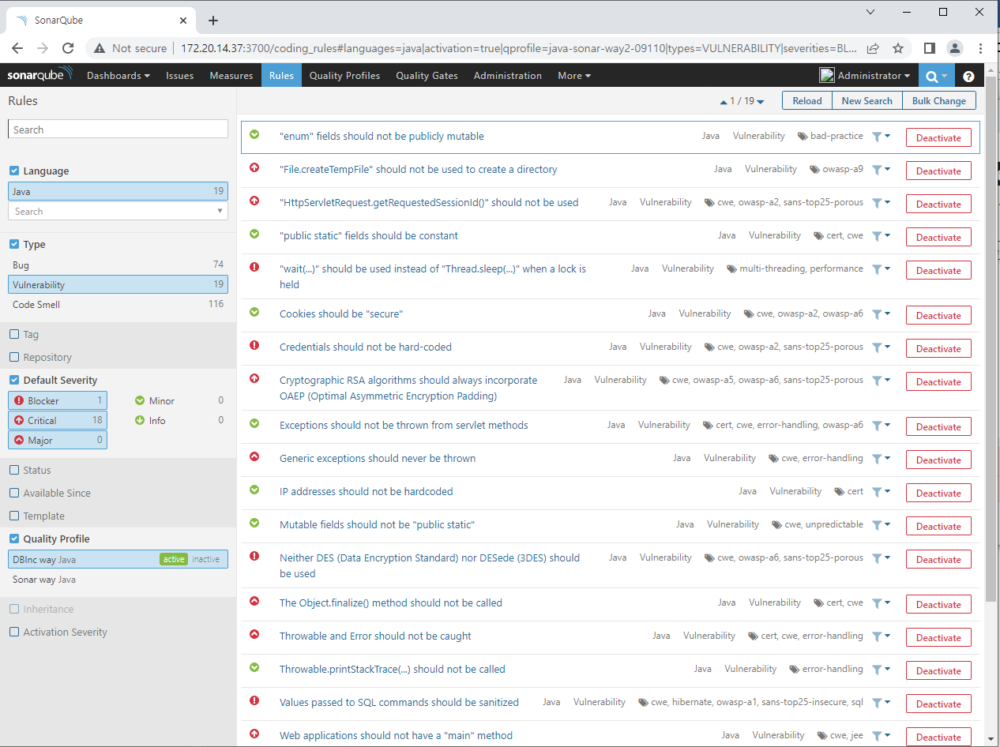 SonarQube
Not secure
172.20.14.37:3700/coding_rules#languages=java|activation=true|qprofile=java-sonar-way2-09110|types=VULNERABILITY|severities=BL...
sonarqube Dashboards Issues Measures Rules Quality Profiles Quality Gates Administration More Administrator
Rules
1 / 19 Reload New Search Bulk Change
Search
Language
Java 19
Search
Type
Bug 74
Vulnerability 19
Code Smell 116
Tag
Repository
Default Severity
Blocker 1 Minor 0
Critical 18 Info 0
Major 0
Status
Available Since
Template
Quality Profile
DBInc way Java active inactive
Sonar way Java
Inheritance
Activation Severity
"enum" fields should not be publicly mutable Java Vulnerability bad-practice Deactivate
"File.createTempFile" should not be used to create a directory Java Vulnerability owasp-a9 Deactivate
"HttpServletRequest.getRequestedSessionId()" should not be used Java Vulnerability cwe, owasp-a2, sans-top25-porous Deactivate
"public static" fields should be constant Java Vulnerability cert, cwe Deactivate
"wait(...)" should be used instead of "Thread.sleep(...)" when a lock is Java Vulnerability multi-threading, performance Deactivate
held
Cookies should be "secure" Java Vulnerability cwe, owasp-a2, owasp-a6 Deactivate
Credentials should not be hard-coded Java Vulnerability cwe, owasp-a2, sans-top25-porous Deactivate
Cryptographic RSA algorithms should always incorporate Java Vulnerability cwe, owasp-a5, owasp-a6, sans-top25-porous Deactivate
OAEP (Optimal Asymmetric Encryption Padding)
Exceptions should not be thrown from servlet methods Java Vulnerability cert, cwe, error-handling, owasp-a6 Deactivate
Generic exceptions should never be thrown Java Vulnerability cwe, error-handling Deactivate
IP addresses should not be hardcoded Java Vulnerability cert Deactivate
Mutable fields should not be "public static" Java Vulnerability cwe, unpredictable Deactivate
Neither DES (Data Encryption Standard) nor DESede (3DES) should Java Vulnerability cwe, owasp-a6, sans-top25-porous Deactivate
be used
The Object.finalize() method should not be called Java Vulnerability cert, cwe Deactivate
Throwable and Error should not be caught Java Vulnerability cert, cwe, error-handling Deactivate
Throwable.printStackTrace(...) should not be called Java Vulnerability error-handling Deactivate
Values passed to SQL commands should be sanitized Java Vulnerability cwe, hibernate, owasp-a1, sans-top25-insecure, sql Deactivate
Web applications should not have a "main" method Java Vulnerability cwe, jee Deactivate